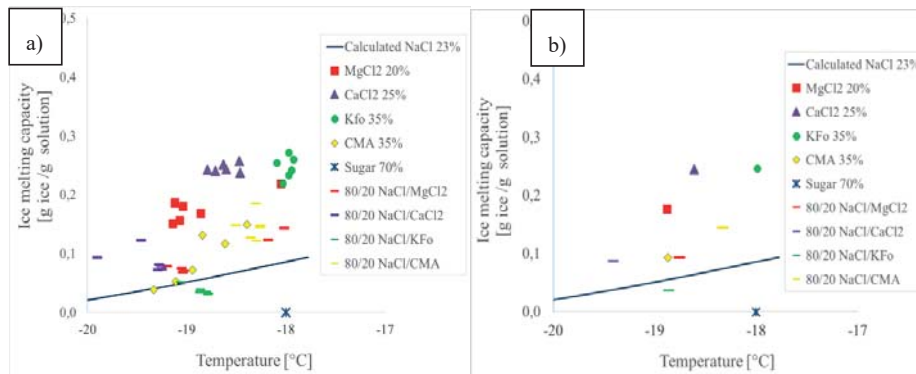 a)
0,5
0,4
0,3
0,2
0,1
0,0
Ice melting capacity
[g ice /g solution]
-20
-19
-18
-17
Temperature [°C]
Calculated NaCl 23%
MgCl2 20%
CaCl2 25%
Kfo 35%
CMA 35%
Sugar 70%
80/20 NaCl/MgCl2
80/20 NaCl/CaCl2
80/20 NaCl/KFo
80/20 NaCl/CMA
b)
0,4
0,3
0,2
0,1
0,0
Ice melting capacity
[g ice /g solution]
-20
-19
-18
-17
Temperature [°C]
Calculated NaCl 23%
MgCl2 20%
CaCl2 25%
KFo 35%
CMA 35%
Sugar 70%
80/20 NaCl/MgCl2
80/20 NaCl/CaCl2
80/20 NaCl/KFo
80/20 NaCl/CMA